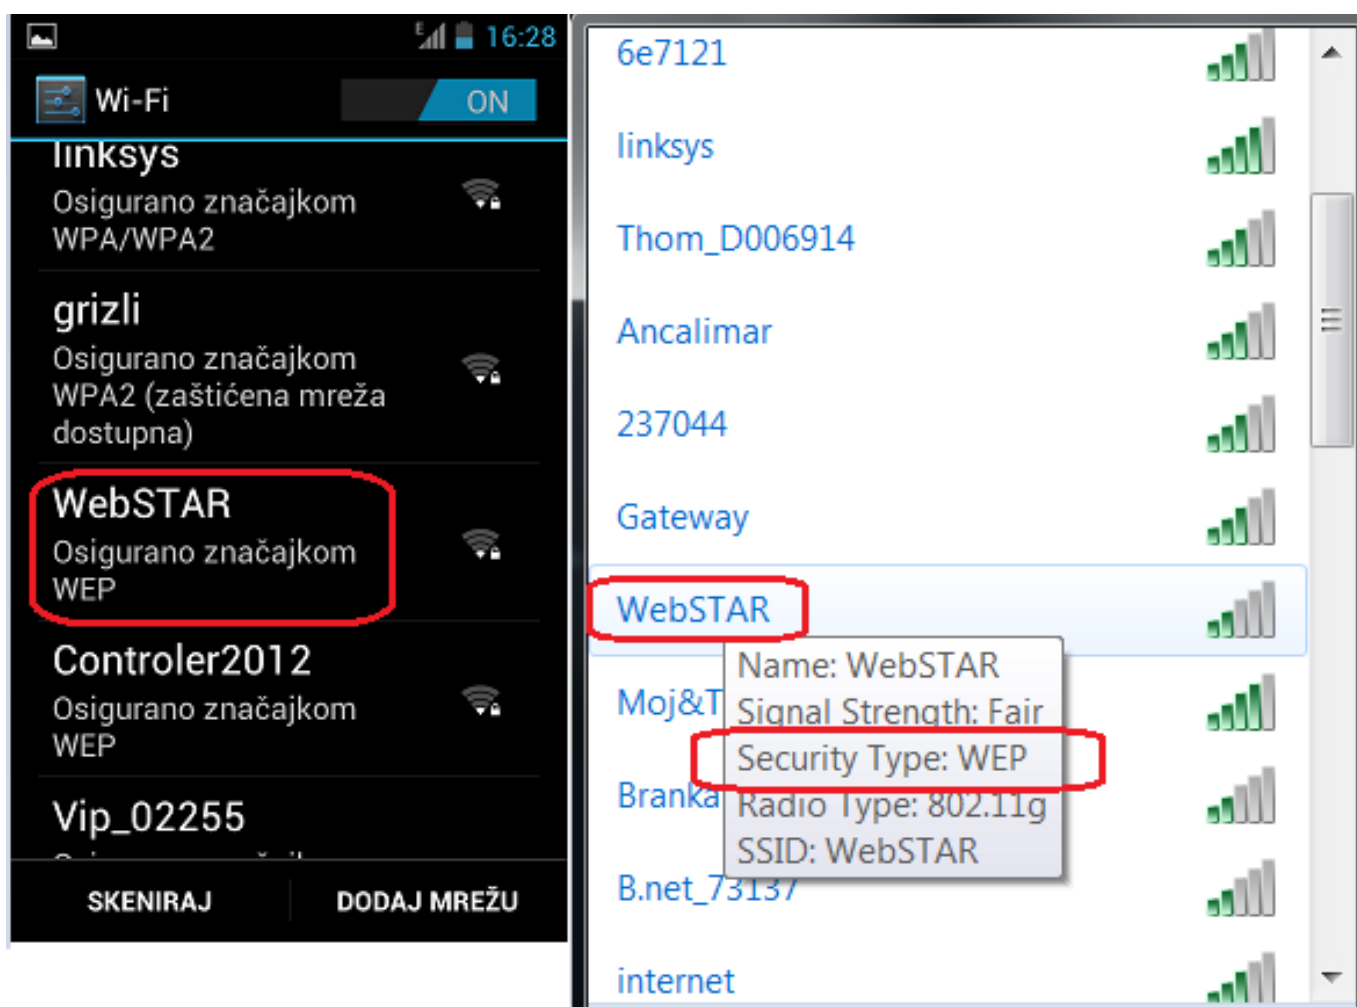 E
16:28
Wi-Fi
ON
linksys
Osigurano značajkom
WPA/WPA2
grizli
Osigurano značajkom
WPA2 (zaštićena mreža
dostupna)
WebSTAR
Osigurano značajkom
WEP
Controler2012
Osigurano značajkom
WEP
Vip_02255
SKENIRAJ
DODAJ MREŽU
6e7121
linksys
Thom_D006914
Ancalimar
237044
Gateway
WebSTAR
Name: WebSTAR
Moj&T
Signal Strength: Fair
Security Type: WEP
Branka
Radio Type: 802.11g
SSID: WebSTAR
B.net_73137
internet